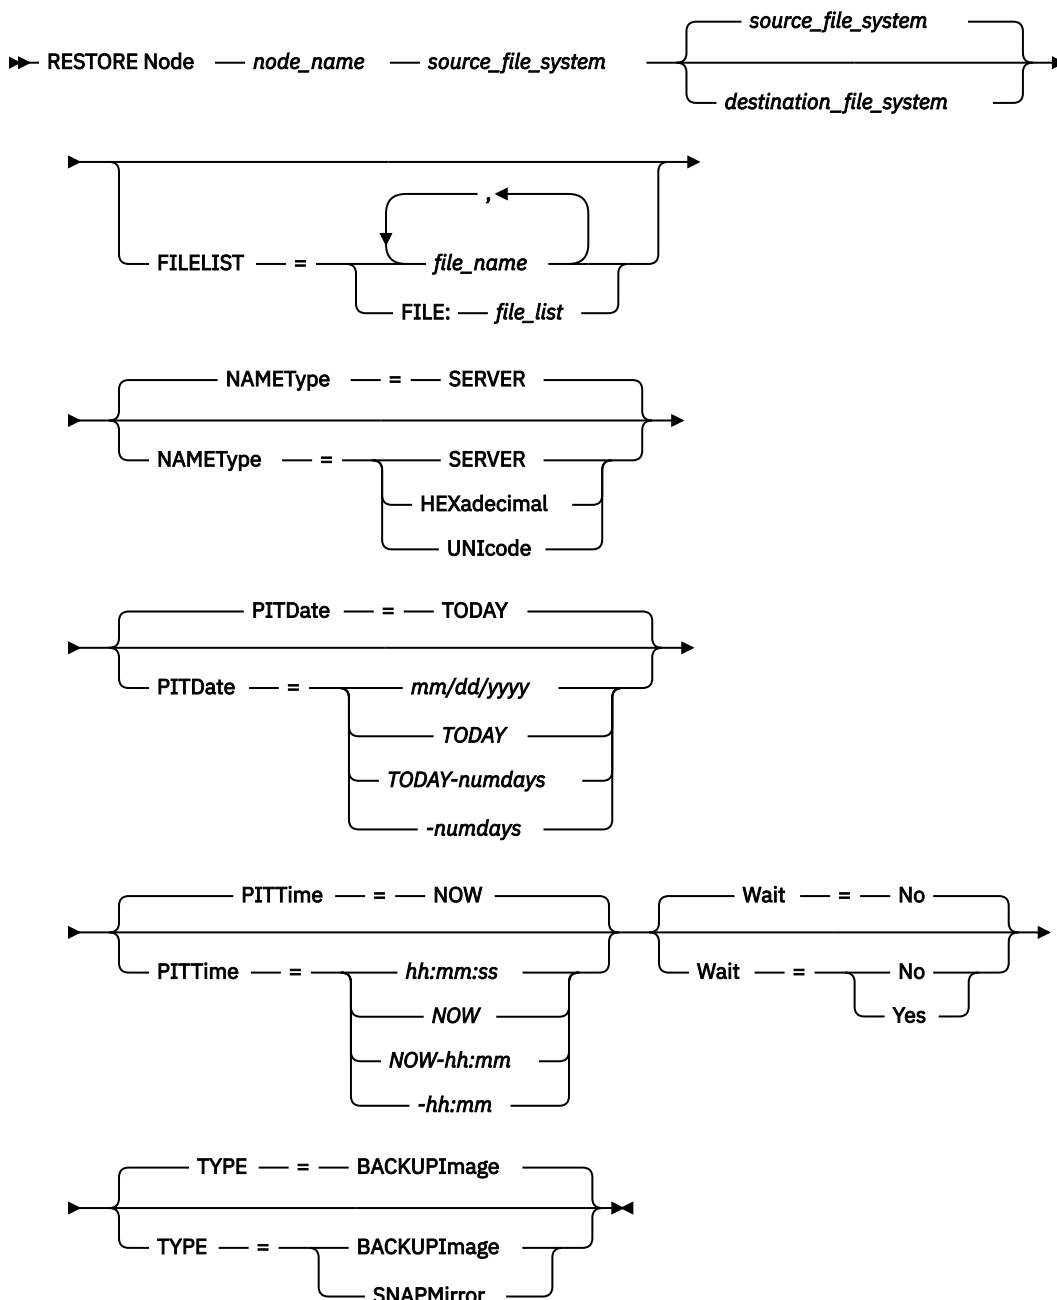 source_file_system
RESTORE Node node_name source_file_system
destination_file_system
,
FILELIST = file_name
FILE: file_list
NAMEType = SERVER
NAMEType = SERVER
HEXadecimal
UNIcode
PITDate = TODAY
PITDate = mm/dd/yyyy
TODAY
TODAY-numdays
-numdays
PITTime = NOW Wait = No
PITTime = hh:mm:ss Wait = No
NOW Yes
NOW-hh:mm
-hh:mm
TYPE = BACKUPImage
TYPE = BACKUPImage
SNAPMirror